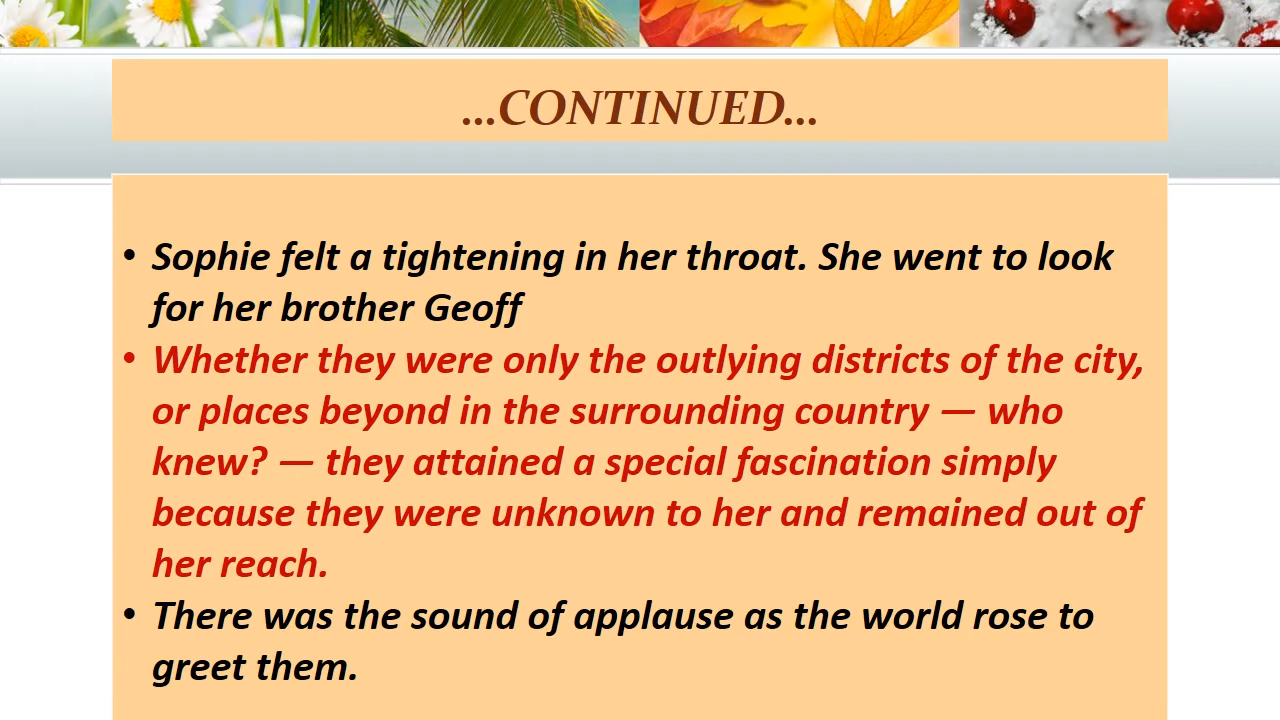 ...CONTINUED...
• Sophie felt a tightening in her throat. She went to look
for her brother Geoff
• Whether they were only the outlying districts of the city,
or places beyond in the surrounding country — who
knew? — they attained a special fascination simply
because they were unknown to her and remained out of
her reach.
• There was the sound of applause as the world rose to
greet them.